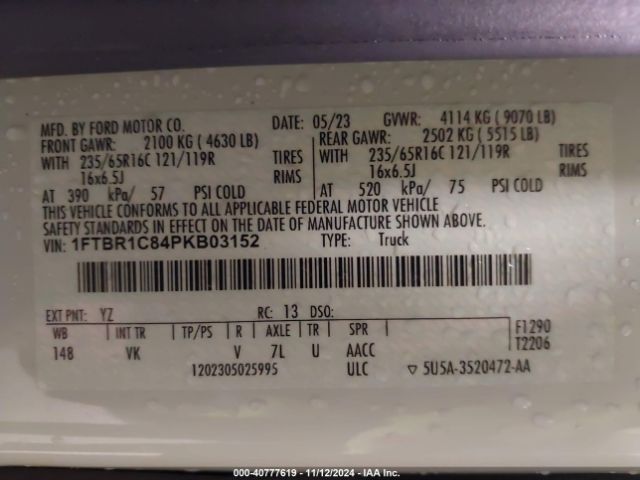 MFD. BY FORD MOTOR CO. DATE: 05/23 GVWR: 4114 KG ( 9070 LB)
FRONT GAWR: 2100 KG ( 4630 LB) REAR GAWR: 2502 KG ( 5515 LB)
WITH 235/65R16C 121/119R TIRES WITH 235/65R16C 121/119R TIRES
16x6.5J RIMS 16x6.5J RIMS
AT 390 kPa/ 57 PSI COLD AT 520 kPa/ 75 PSI COLD
THIS VEHICLE CONFORMS TO ALL APPLICABLE FEDERAL MOTOR VEHICLE
SAFETY STANDARDS IN EFFECT ON THE DATE OF MANUFACTURE SHOWN ABOVE.
VIN: 1FTBR1C84PKB03152 TYPE: Truck
EXT PNT: YZ RC: 13 DSO:
WB INT TR TP/PS R AXLE TR SPR F1290
148 VK V 7L U AACC T2206
1202305025995 ULC ▽ 5U5A-3520472-AA
000-40777619 - 11/12/2024 - IAA Inc.